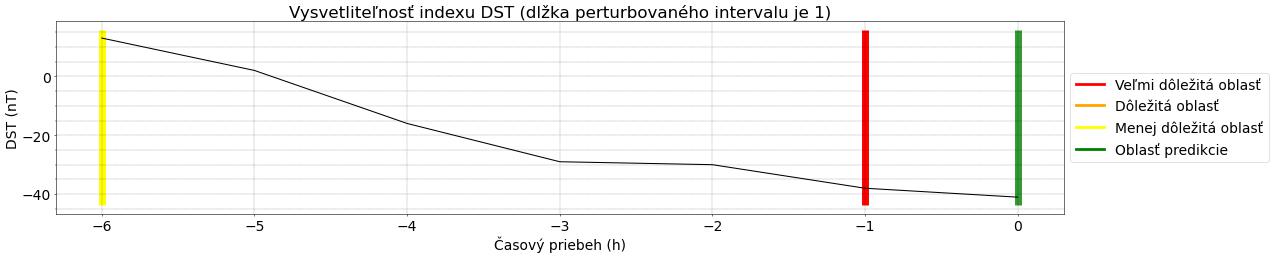 Vysvetliteľnosť indexu DST (dlžka perturbovaného intervalu je 1)
DST (nT)
0
−20
−40
−6
−5
−4
−3
−2
−1
0
Časový priebeh (h)
Veľmi dôležitá oblasť
Dôležitá oblasť
Menej dôležitá oblasť
Oblasť predikcie